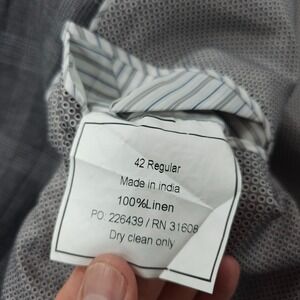 42 Regular
Made in india
100%Linen
PO: 226439 / RN 31608
Dry clean only